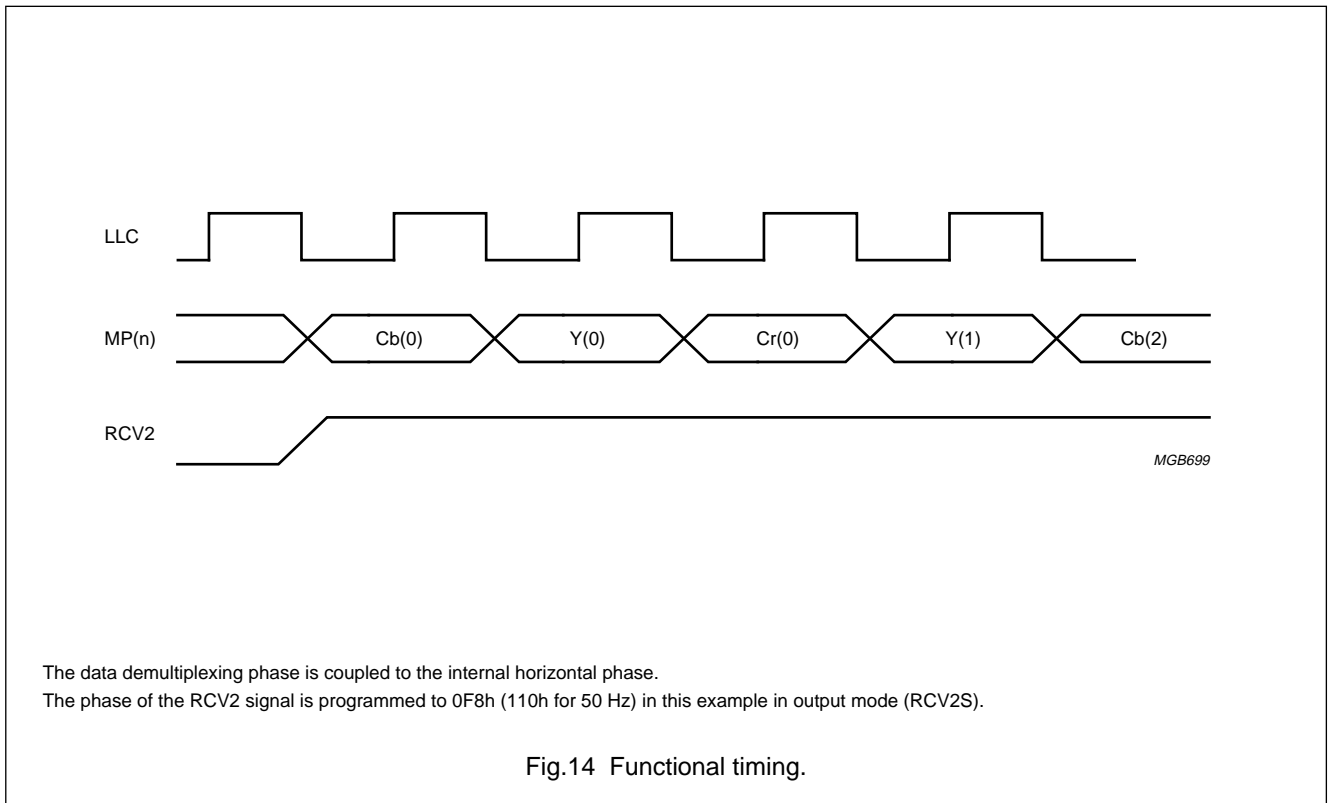 LLC
MP(n) Cb(0) Y(0) Cr(0) Y(1) Cb(2)
RCV2
MGB699
The data demultiplexing phase is coupled to the internal horizontal phase.
The phase of the RCV2 signal is programmed to 0F8h (110h for 50 Hz) in this example in output mode (RCV2S).
Fig.14 Functional timing.